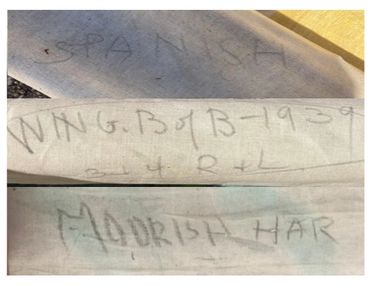 SPANISH
WING. B of B-1939
3-4 R + L
MOORISH HAR